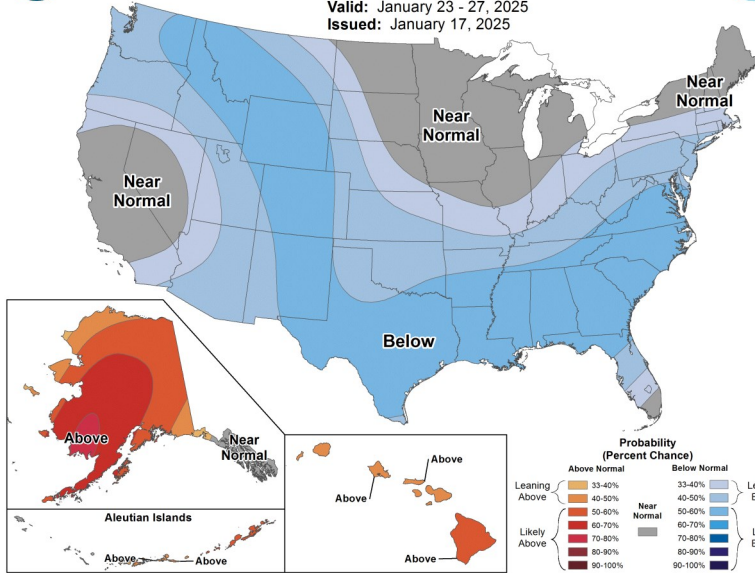 Valid: January 23 - 27, 2025
Issued: January 17, 2025
Near
Normal
Near
Normal
Near
Normal
Below
Above
Near
Normal
Aleutian Islands
Above
Above
Above
Above
Above
Probability
(Percent Chance)
Above Normal
Below Normal
Leaning
Above
33-40%
40-50%
50-60%
60-70%
70-80%
80-90%
90-100%
Likely
Above
Near
Normal
33-40%
40-50%
50-60%
60-70%
70-80%
80-90%
90-100%